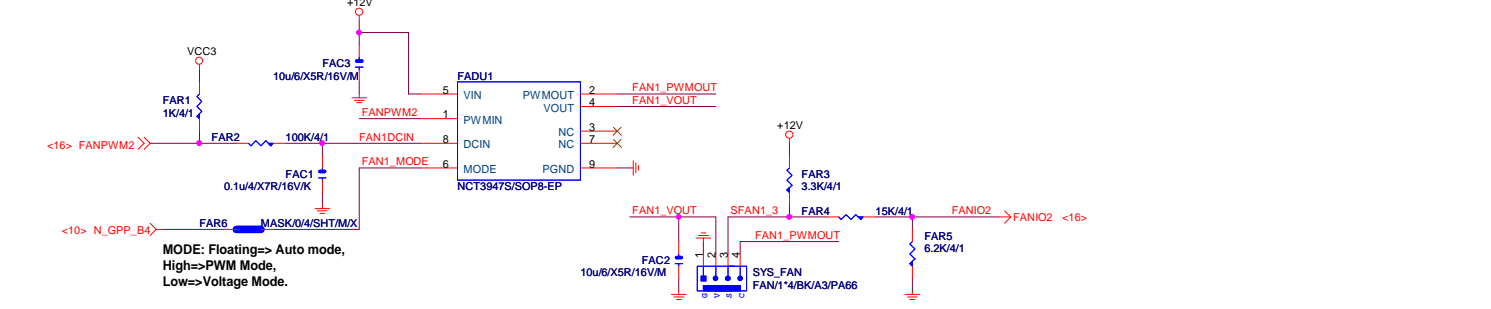 +12V
VCC3
FAC3
10u/6/X5R/16V/M
FADU1
FAR1
1K/4/1
5 VIN
PWMOUT 2 FAN1_PWMOUT
VOUT 4 FAN1_VOUT
FANPWM2 1 PWMIN
NC 3
NC 7
+12V
<16> FANPWM2 FAR2 100K/4/1 FAN1DCIN 8 DCIN
FAN1_MODE 6 MODE
PGND 9
NCT3947S/SOP8-EP
FAC1
0.1u/4/X7R/16V/K
FAR3
3.3K/4/1
FAN1_VOUT SFAN1_3 FAR4 15K/4/1 FANIO2 FANIO2 <16>
<10> N_GPP_B4 FAR6 MASK/0/4/SHT/M/X
FAN1_PWMOUT
FAR5
6.2K/4/1
MODE: Floating=> Auto mode,
High=>PWM Mode,
Low=>Voltage Mode.
FAC2
10u/6/X5R/16V/M
1 2 3 4
SYS_FAN
FAN/1*4/BK/A3/PA66
G V S C